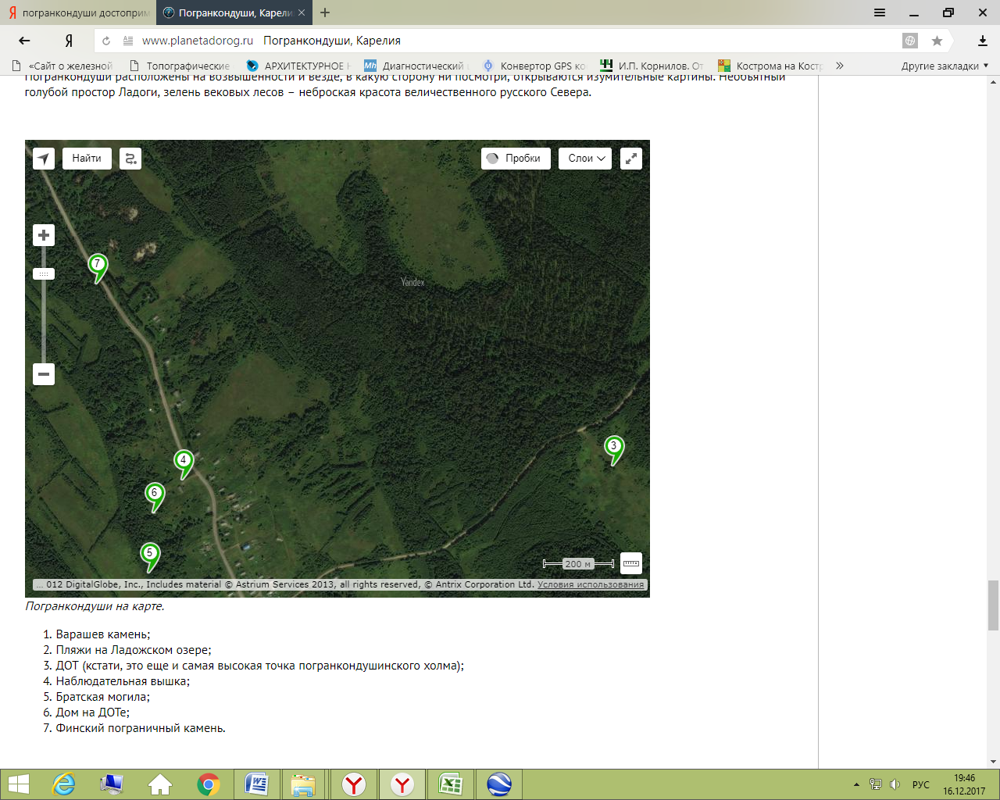 погранкондуши достоприм
Погранкондуши, Карели
www.planetadorog.ru Погранкондуши, Карелия
«Сайт о железной
Топографические
АРХИТЕКТУРНОЕ Н
Диагностический с
Конвертор GPS ко
И.П. Корнилов. От
Кострома на Костр
Другие закладки
Погранкондуши расположены на возвышенности и везде, в какую сторону ни посмотри, открываются изумительные картины. Необъятный
голубой простор Ладоги, зелень вековых лесов – неброская красота величественного русского Севера.
Найти
Пробки
Слои
7
Yandex
3
4
6
5
200 м
... 012 DigitalGlobe, Inc., Includes material © Astrium Services 2013, all rights reserved, © Antrix Corporation Ltd. Условия использования
Погранкондуши на карте.
1. Варашев камень;
2. Пляжи на Ладожском озере;
3. ДОТ (кстати, это еще и самая высокая точка погранкондушинского холма);
4. Наблюдательная вышка;
5. Братская могила;
6. Дом на ДОТе;
7. Финский пограничный камень.
РУС
19:46
16.12.2017